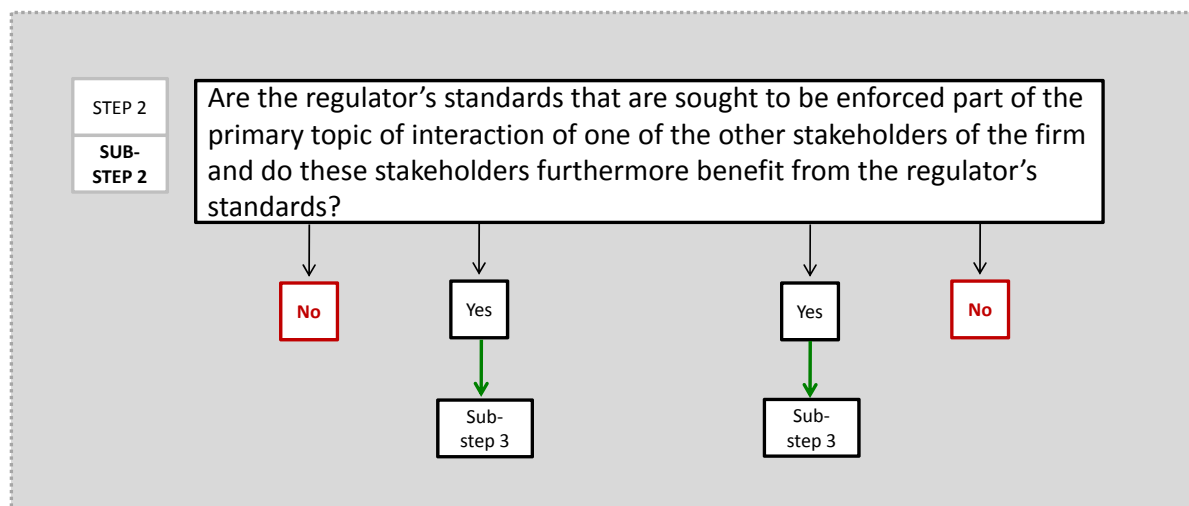 STEP 2
SUB-
STEP 2
Are the regulator’s standards that are sought to be enforced part of the
primary topic of interaction of one of the other stakeholders of the firm
and do these stakeholders furthermore benefit from the regulator’s
standards?
No
Yes
Yes
No
Sub-
step 3
Sub-
step 3